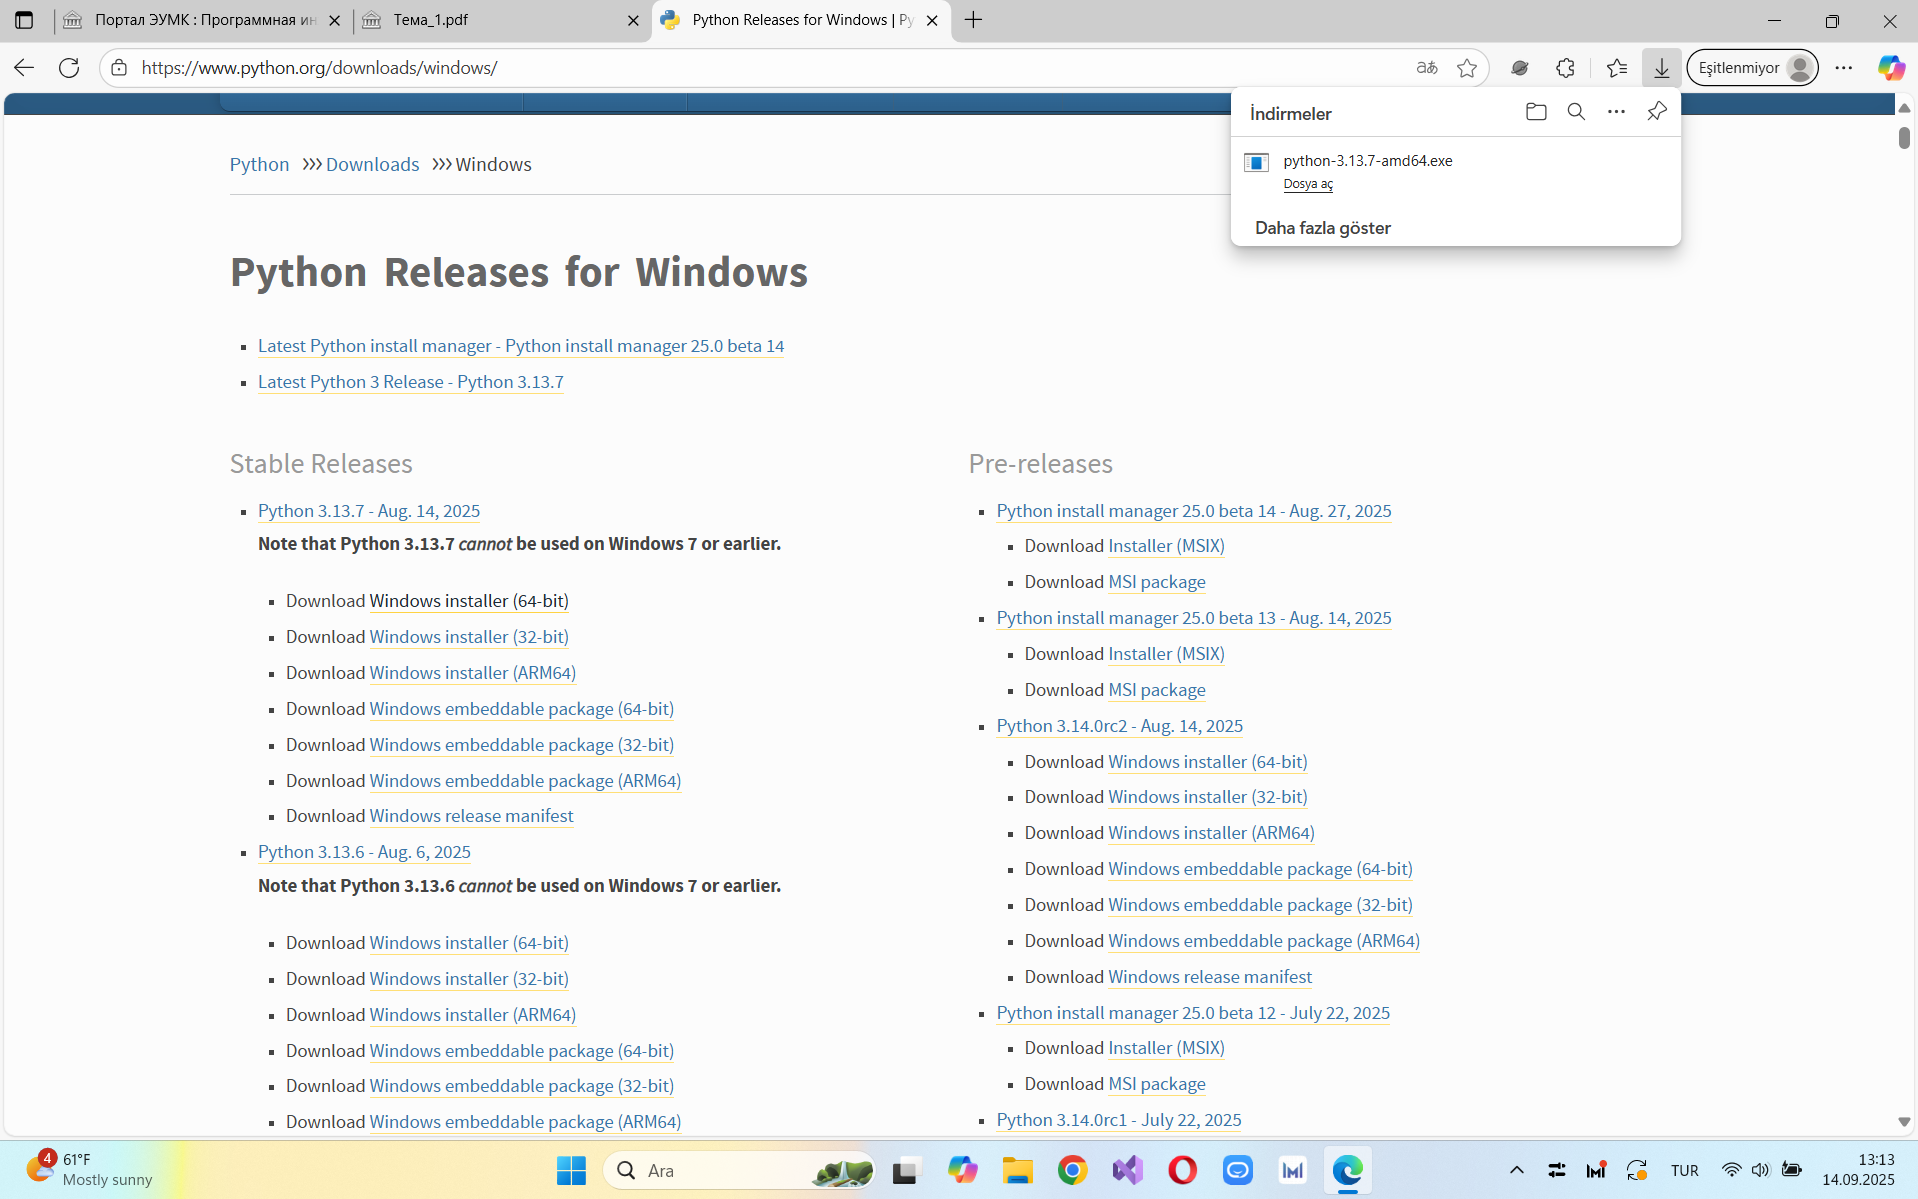 Портал ЭУМК : Программная ин
Тема_1.pdf
Python Releases for Windows | Py
https://www.python.org/downloads/windows/
Eşitlenmiyor
İndirmeler
python-3.13.7-amd64.exe
Dosya aç
Daha fazla göster
Python >>> Downloads >>> Windows
Python Releases for Windows
Latest Python install manager - Python install manager 25.0 beta 14
Latest Python 3 Release - Python 3.13.7
Stable Releases
Python 3.13.7 - Aug. 14, 2025
Note that Python 3.13.7 cannot be used on Windows 7 or earlier.
Download Windows installer (64-bit)
Download Windows installer (32-bit)
Download Windows installer (ARM64)
Download Windows embeddable package (64-bit)
Download Windows embeddable package (32-bit)
Download Windows embeddable package (ARM64)
Download Windows release manifest
Python 3.13.6 - Aug. 6, 2025
Note that Python 3.13.6 cannot be used on Windows 7 or earlier.
Download Windows installer (64-bit)
Download Windows installer (32-bit)
Download Windows installer (ARM64)
Download Windows embeddable package (64-bit)
Download Windows embeddable package (32-bit)
Download Windows embeddable package (ARM64)
Pre-releases
Python install manager 25.0 beta 14 - Aug. 27, 2025
Download Installer (MSIX)
Download MSI package
Python install manager 25.0 beta 13 - Aug. 14, 2025
Download Installer (MSIX)
Download MSI package
Python 3.14.0rc2 - Aug. 14, 2025
Download Windows installer (64-bit)
Download Windows installer (32-bit)
Download Windows installer (ARM64)
Download Windows embeddable package (64-bit)
Download Windows embeddable package (32-bit)
Download Windows embeddable package (ARM64)
Download Windows release manifest
Python install manager 25.0 beta 12 - July 22, 2025
Download Installer (MSIX)
Download MSI package
Python 3.14.0rc1 - July 22, 2025
4
61°F
Mostly sunny
Ara
TUR
13:13
14.09.2025